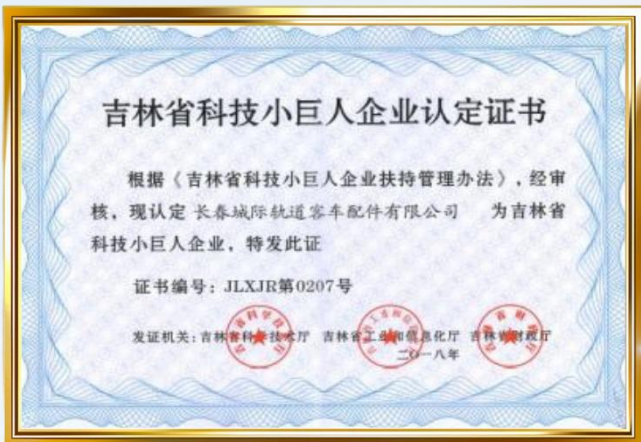 吉林省科技小巨人企业认定证书
根据《吉林省科技小巨人企业扶持管理办法》，经审
核，现认定 长春城际轨道客车配件有限公司 为吉林省
科技小巨人企业，特发此证
证书编号：JLXJR第0207号
发证机关：吉林省科学技术厅 吉林省工业和信息化厅 吉林省财政厅
二〇一八年